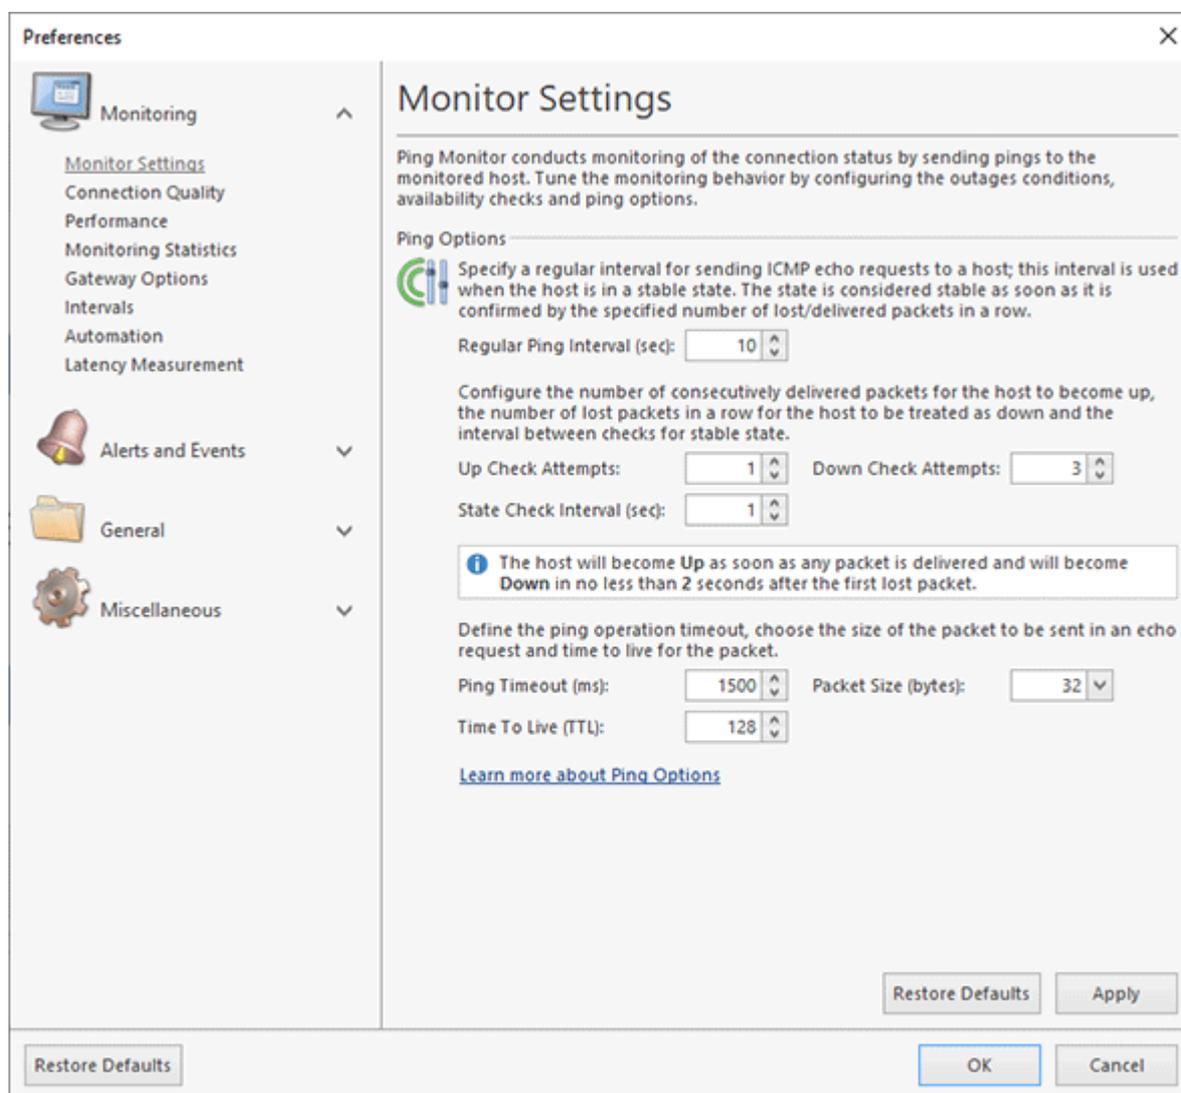 Preferences
Monitoring
Monitor Settings
Connection Quality
Performance
Monitoring Statistics
Gateway Options
Intervals
Automation
Latency Measurement
Alerts and Events
General
Miscellaneous
Monitor Settings
Ping Monitor conducts monitoring of the connection status by sending pings to the
monitored host. Tune the monitoring behavior by configuring the outages conditions,
availability checks and ping options.
Ping Options
Specify a regular interval for sending ICMP echo requests to a host; this interval is used
when the host is in a stable state. The state is considered stable as soon as it is
confirmed by the specified number of lost/delivered packets in a row.
Regular Ping Interval (sec): 10
Configure the number of consecutively delivered packets for the host to become up,
the number of lost packets in a row for the host to be treated as down and the
interval between checks for stable state.
Up Check Attempts: 1 Down Check Attempts: 3
State Check Interval (sec): 1
The host will become Up as soon as any packet is delivered and will become
Down in no less than 2 seconds after the first lost packet.
Define the ping operation timeout, choose the size of the packet to be sent in an echo
request and time to live for the packet.
Ping Timeout (ms): 1500 Packet Size (bytes): 32
Time To Live (TTL): 128
Learn more about Ping Options
Restore Defaults Apply
Restore Defaults OK Cancel